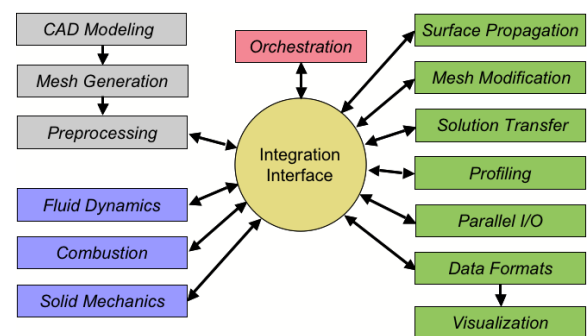 CAD Modeling
Mesh Generation
Preprocessing
Orchestration
Integration
Interface
Fluid Dynamics
Combustion
Solid Mechanics
Surface Propagation
Mesh Modification
Solution Transfer
Profiling
Parallel I/O
Data Formats
Visualization